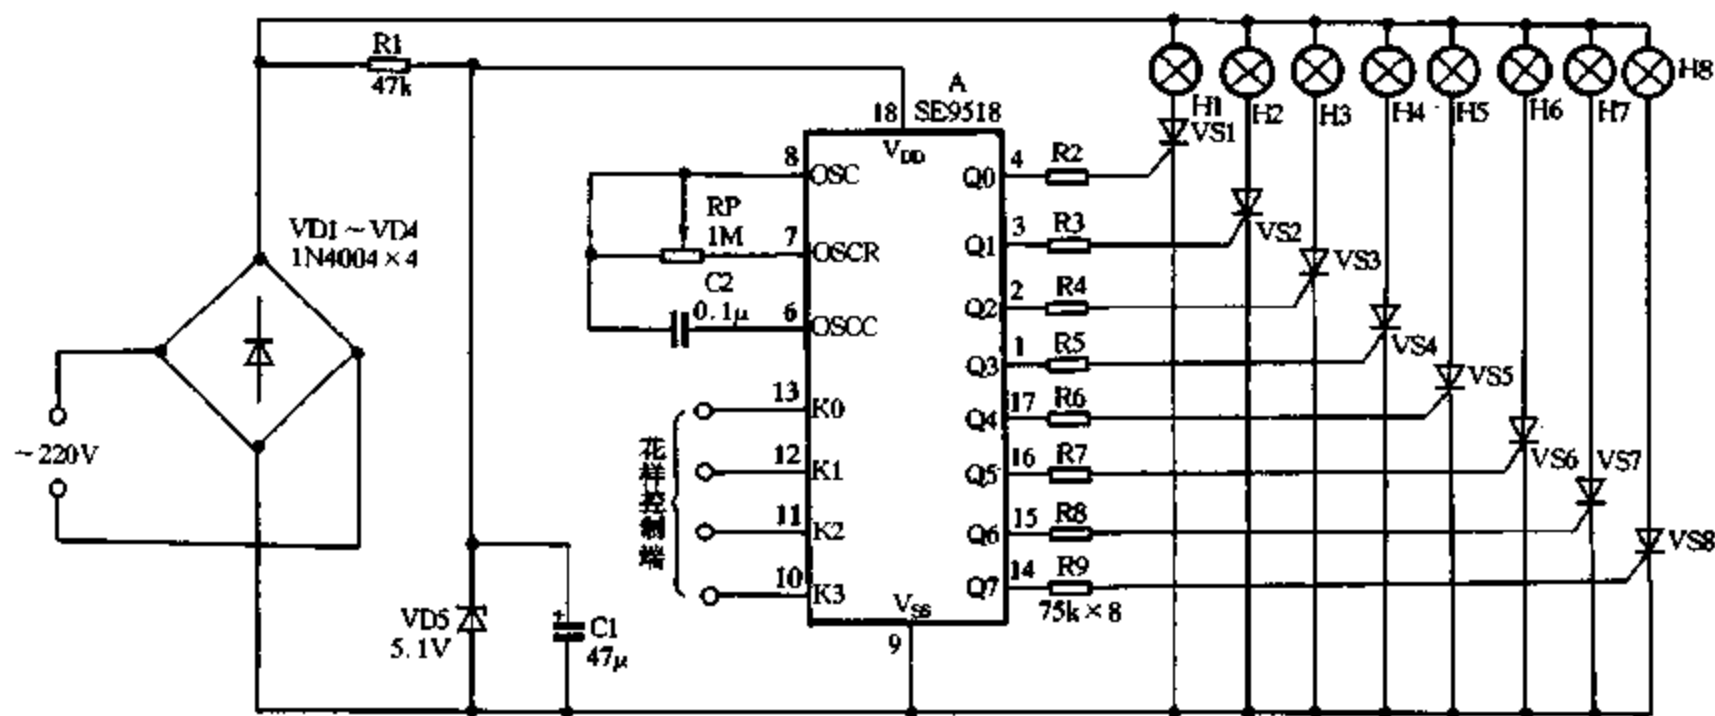 R1
47k
VD1～VD4
1N4004×4
～220V
VD5
5.1V
+
C1
47μ
A
SE9518
18
V_DD
8
OSC
RP
1M
7
OSCR
C2
0.1μ
6
OSCC
花样控制端
13
K0
12
K1
11
K2
10
K3
V_SS
9
Q0
4
R2
Q1
3
R3
Q2
2
R4
Q3
1
R5
Q4
17
R6
Q5
16
R7
Q6
15
R8
Q7
14
R9
75k×8
H1
VS1
H2
VS2
H3
VS3
H4
VS4
H5
VS5
H6
VS6
H7
VS7
H8
VS8